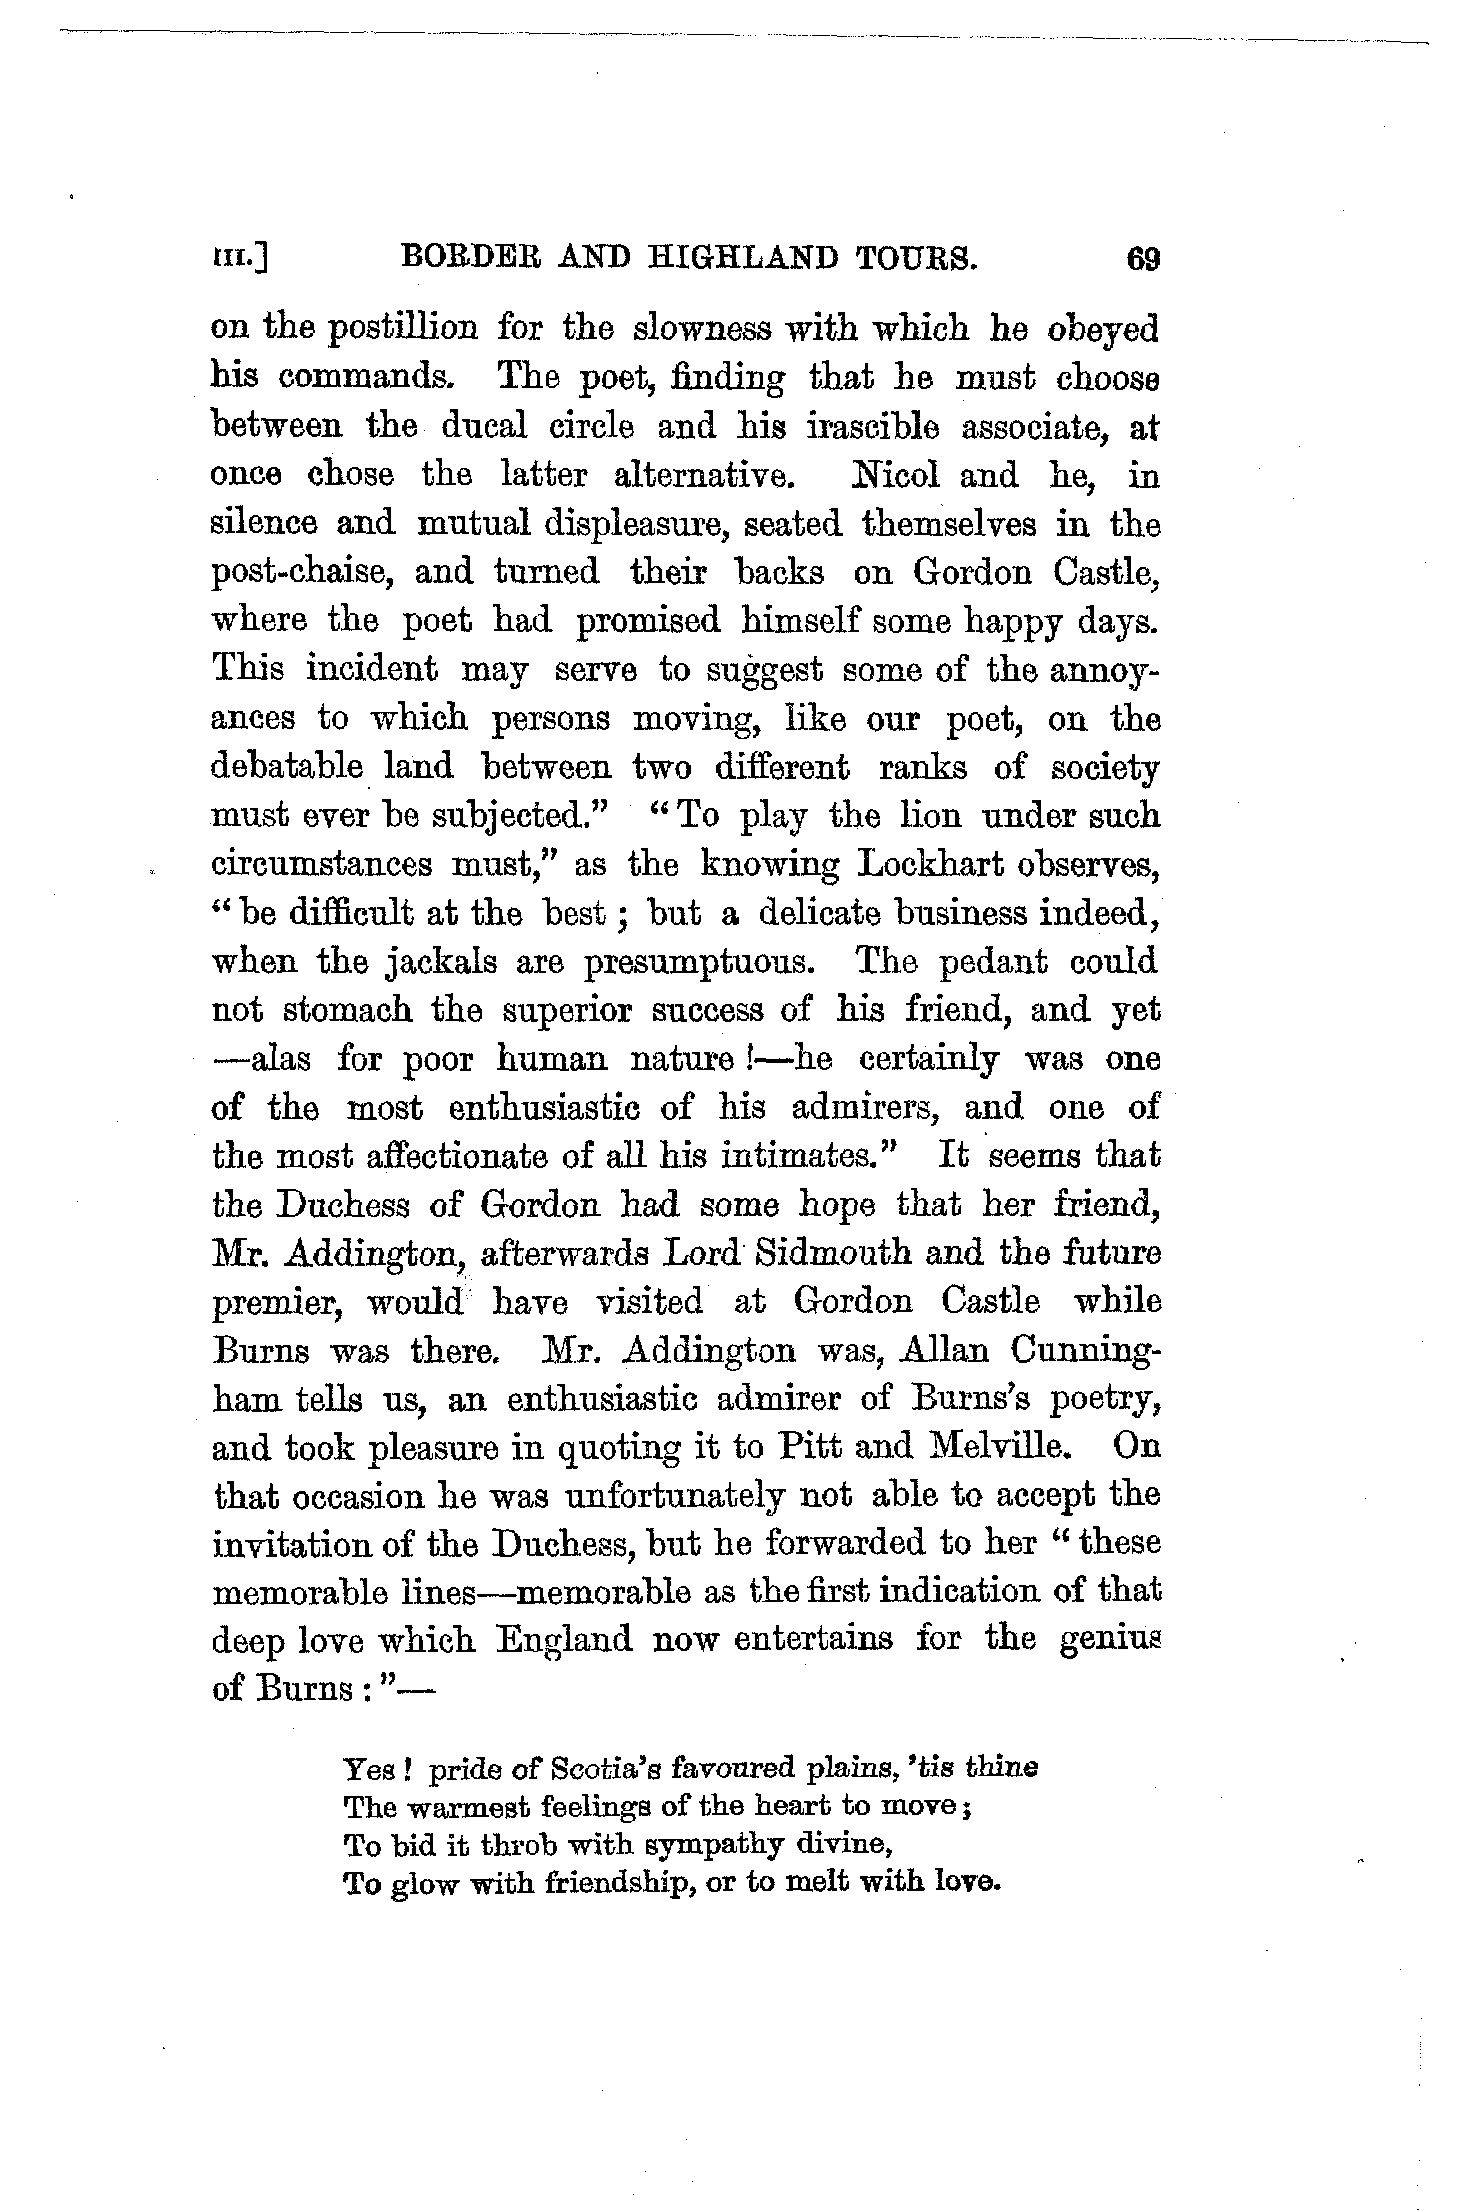 III.] BORDER AND HIGHLAND TOURS. 69
on the postillion for the slowness with which he obeyed
his commands. The poet, finding that he must choose
between the ducal circle and his irascible associate, at
once chose the latter alternative. Nicol and he, in
silence and mutual displeasure, seated themselves in the
post-chaise, and turned their backs on Gordon Castle,
where the poet had promised himself some happy days.
This incident may serve to suggest some of the annoy-
ances to which persons moving, like our poet, on the
debatable land between two different ranks of society
must ever be subjected.” “To play the lion under such
circumstances must,” as the knowing Lockhart observes,
“be difficult at the best; but a delicate business indeed,
when the jackals are presumptuous. The pedant could
not stomach the superior success of his friend, and yet
—alas for poor human nature!—he certainly was one
of the most enthusiastic of his admirers, and one of
the most affectionate of all his intimates.” It seems that
the Duchess of Gordon had some hope that her friend,
Mr. Addington, afterwards Lord Sidmouth and the future
premier, would have visited at Gordon Castle while
Burns was there. Mr. Addington was, Allan Cunning-
ham tells us, an enthusiastic admirer of Burns’s poetry,
and took pleasure in quoting it to Pitt and Melville. On
that occasion he was unfortunately not able to accept the
invitation of the Duchess, but he forwarded to her “these
memorable lines—memorable as the first indication of that
deep love which England now entertains for the genius
of Burns:”—
Yes! pride of Scotia’s favoured plains, ’tis thine
The warmest feelings of the heart to move;
To bid it throb with sympathy divine,
To glow with friendship, or to melt with love.